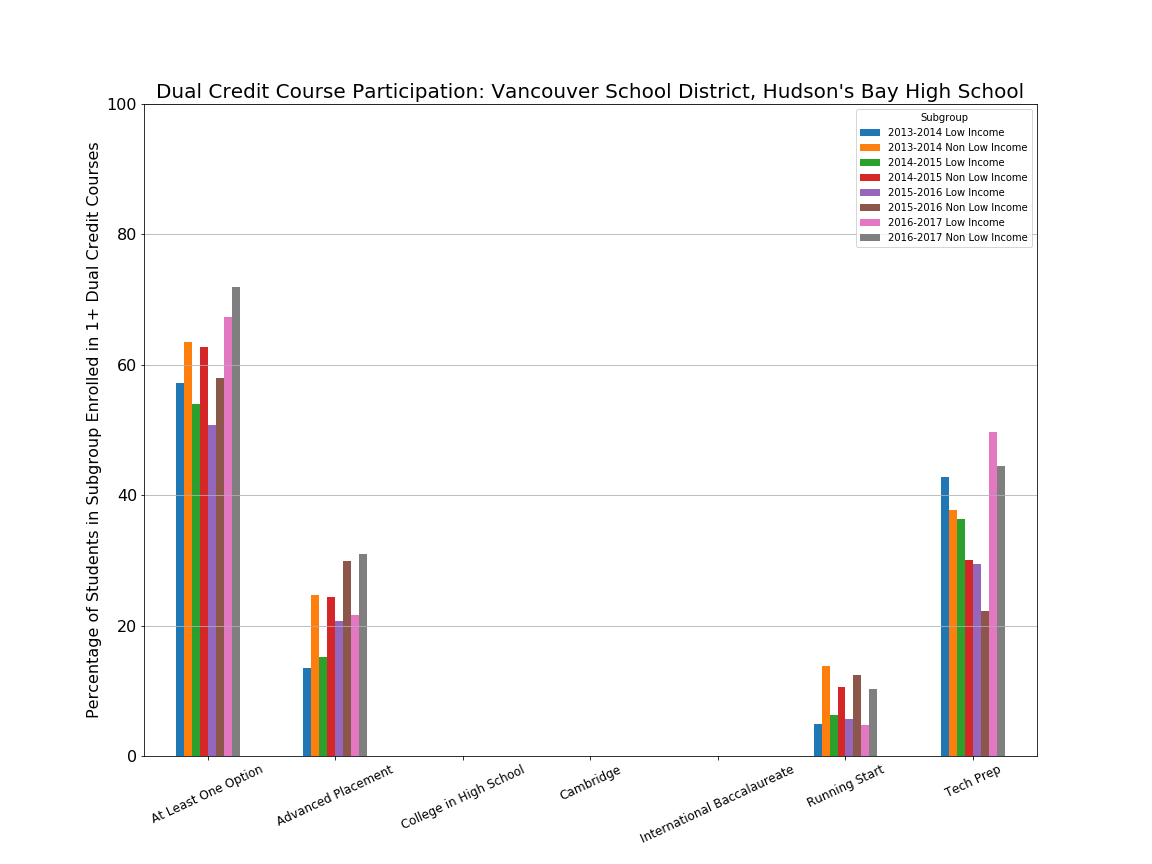 Dual Credit Course Participation: Vancouver School District, Hudson's Bay High School
Percentage of Students in Subgroup Enrolled in 1+ Dual Credit Courses
100
80
60
40
20
0
Subgroup
2013-2014 Low Income
2013-2014 Non Low Income
2014-2015 Low Income
2014-2015 Non Low Income
2015-2016 Low Income
2015-2016 Non Low Income
2016-2017 Low Income
2016-2017 Non Low Income
At Least One Option
Advanced Placement
College in High School
Cambridge
International Baccalaureate
Running Start
Tech Prep